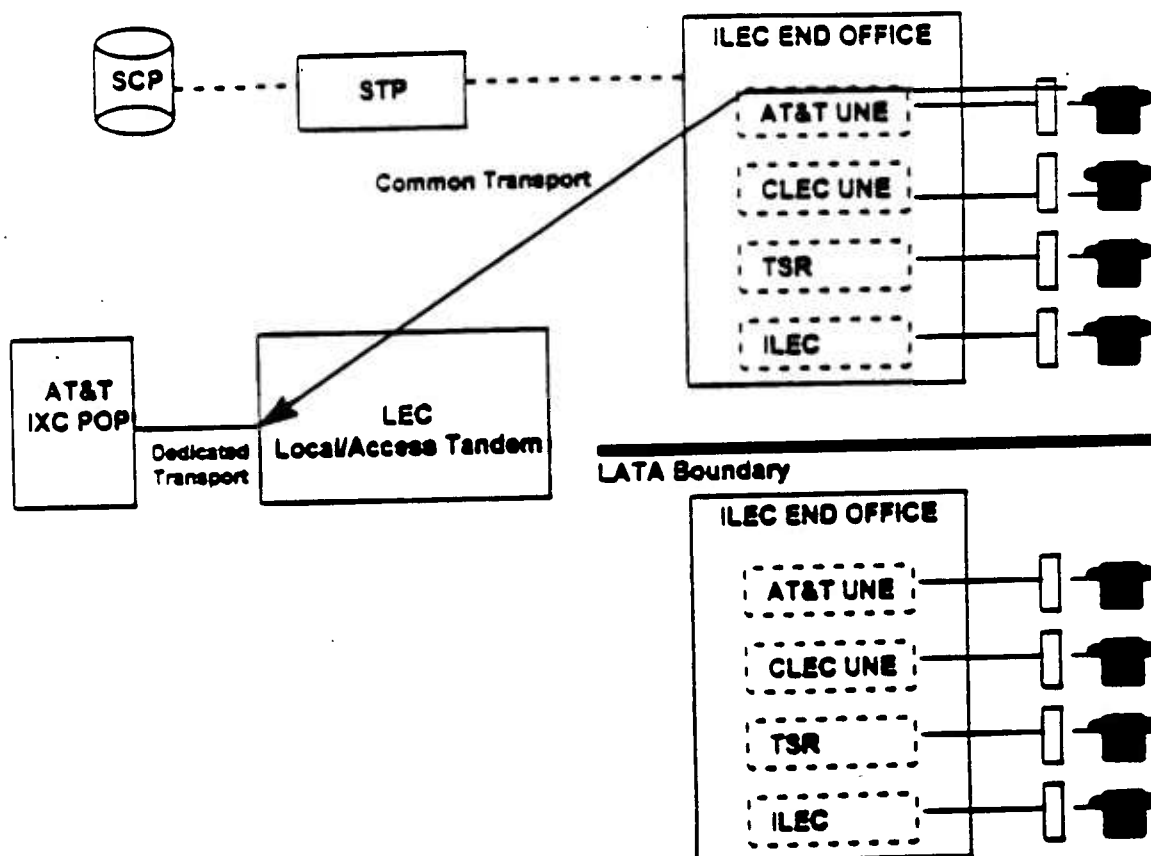 ILEC END OFFICE
SCP
STP
AT&T UNE
Common Transport
CLEC UNE
TSR
ILEC
AT&T
IXC POP
LEC
Local/Access Tandem
Dedicated
Transport
LATA Boundary
ILEC END OFFICE
AT&T UNE
CLEC UNE
TSR
ILEC